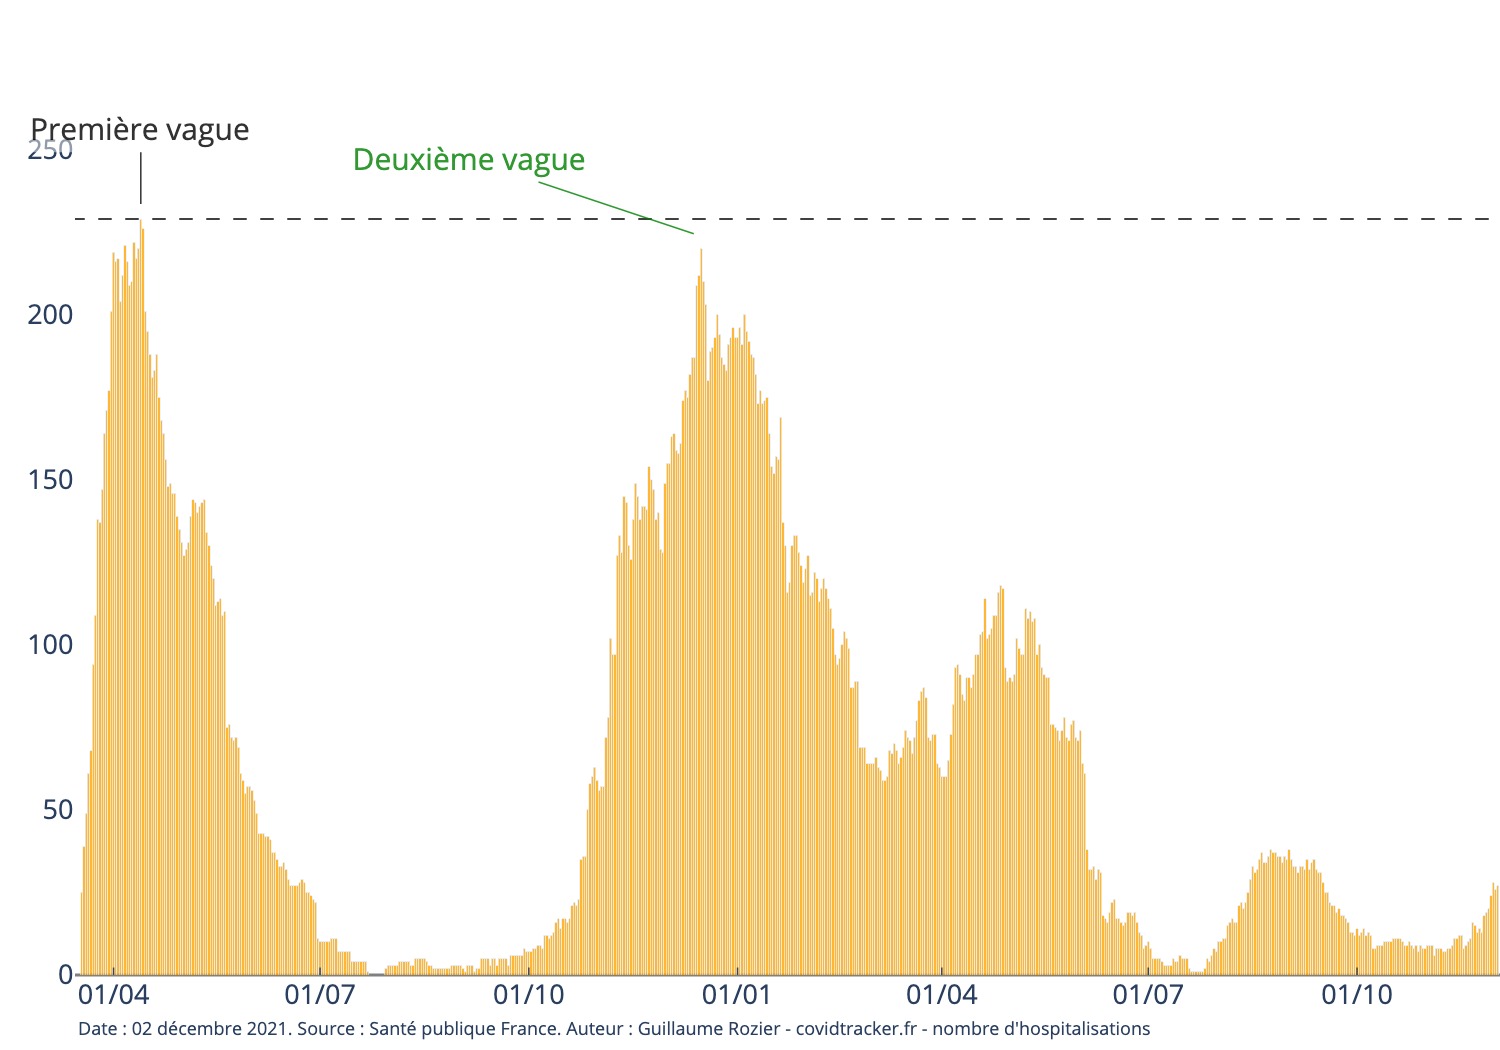 Première vague
250
Deuxième vague
200
150
100
50
0
01/04 01/07 01/10 01/01 01/04 01/07 01/10
Date : 02 décembre 2021. Source : Santé publique France. Auteur : Guillaume Rozier - covidtracker.fr - nombre d'hospitalisations